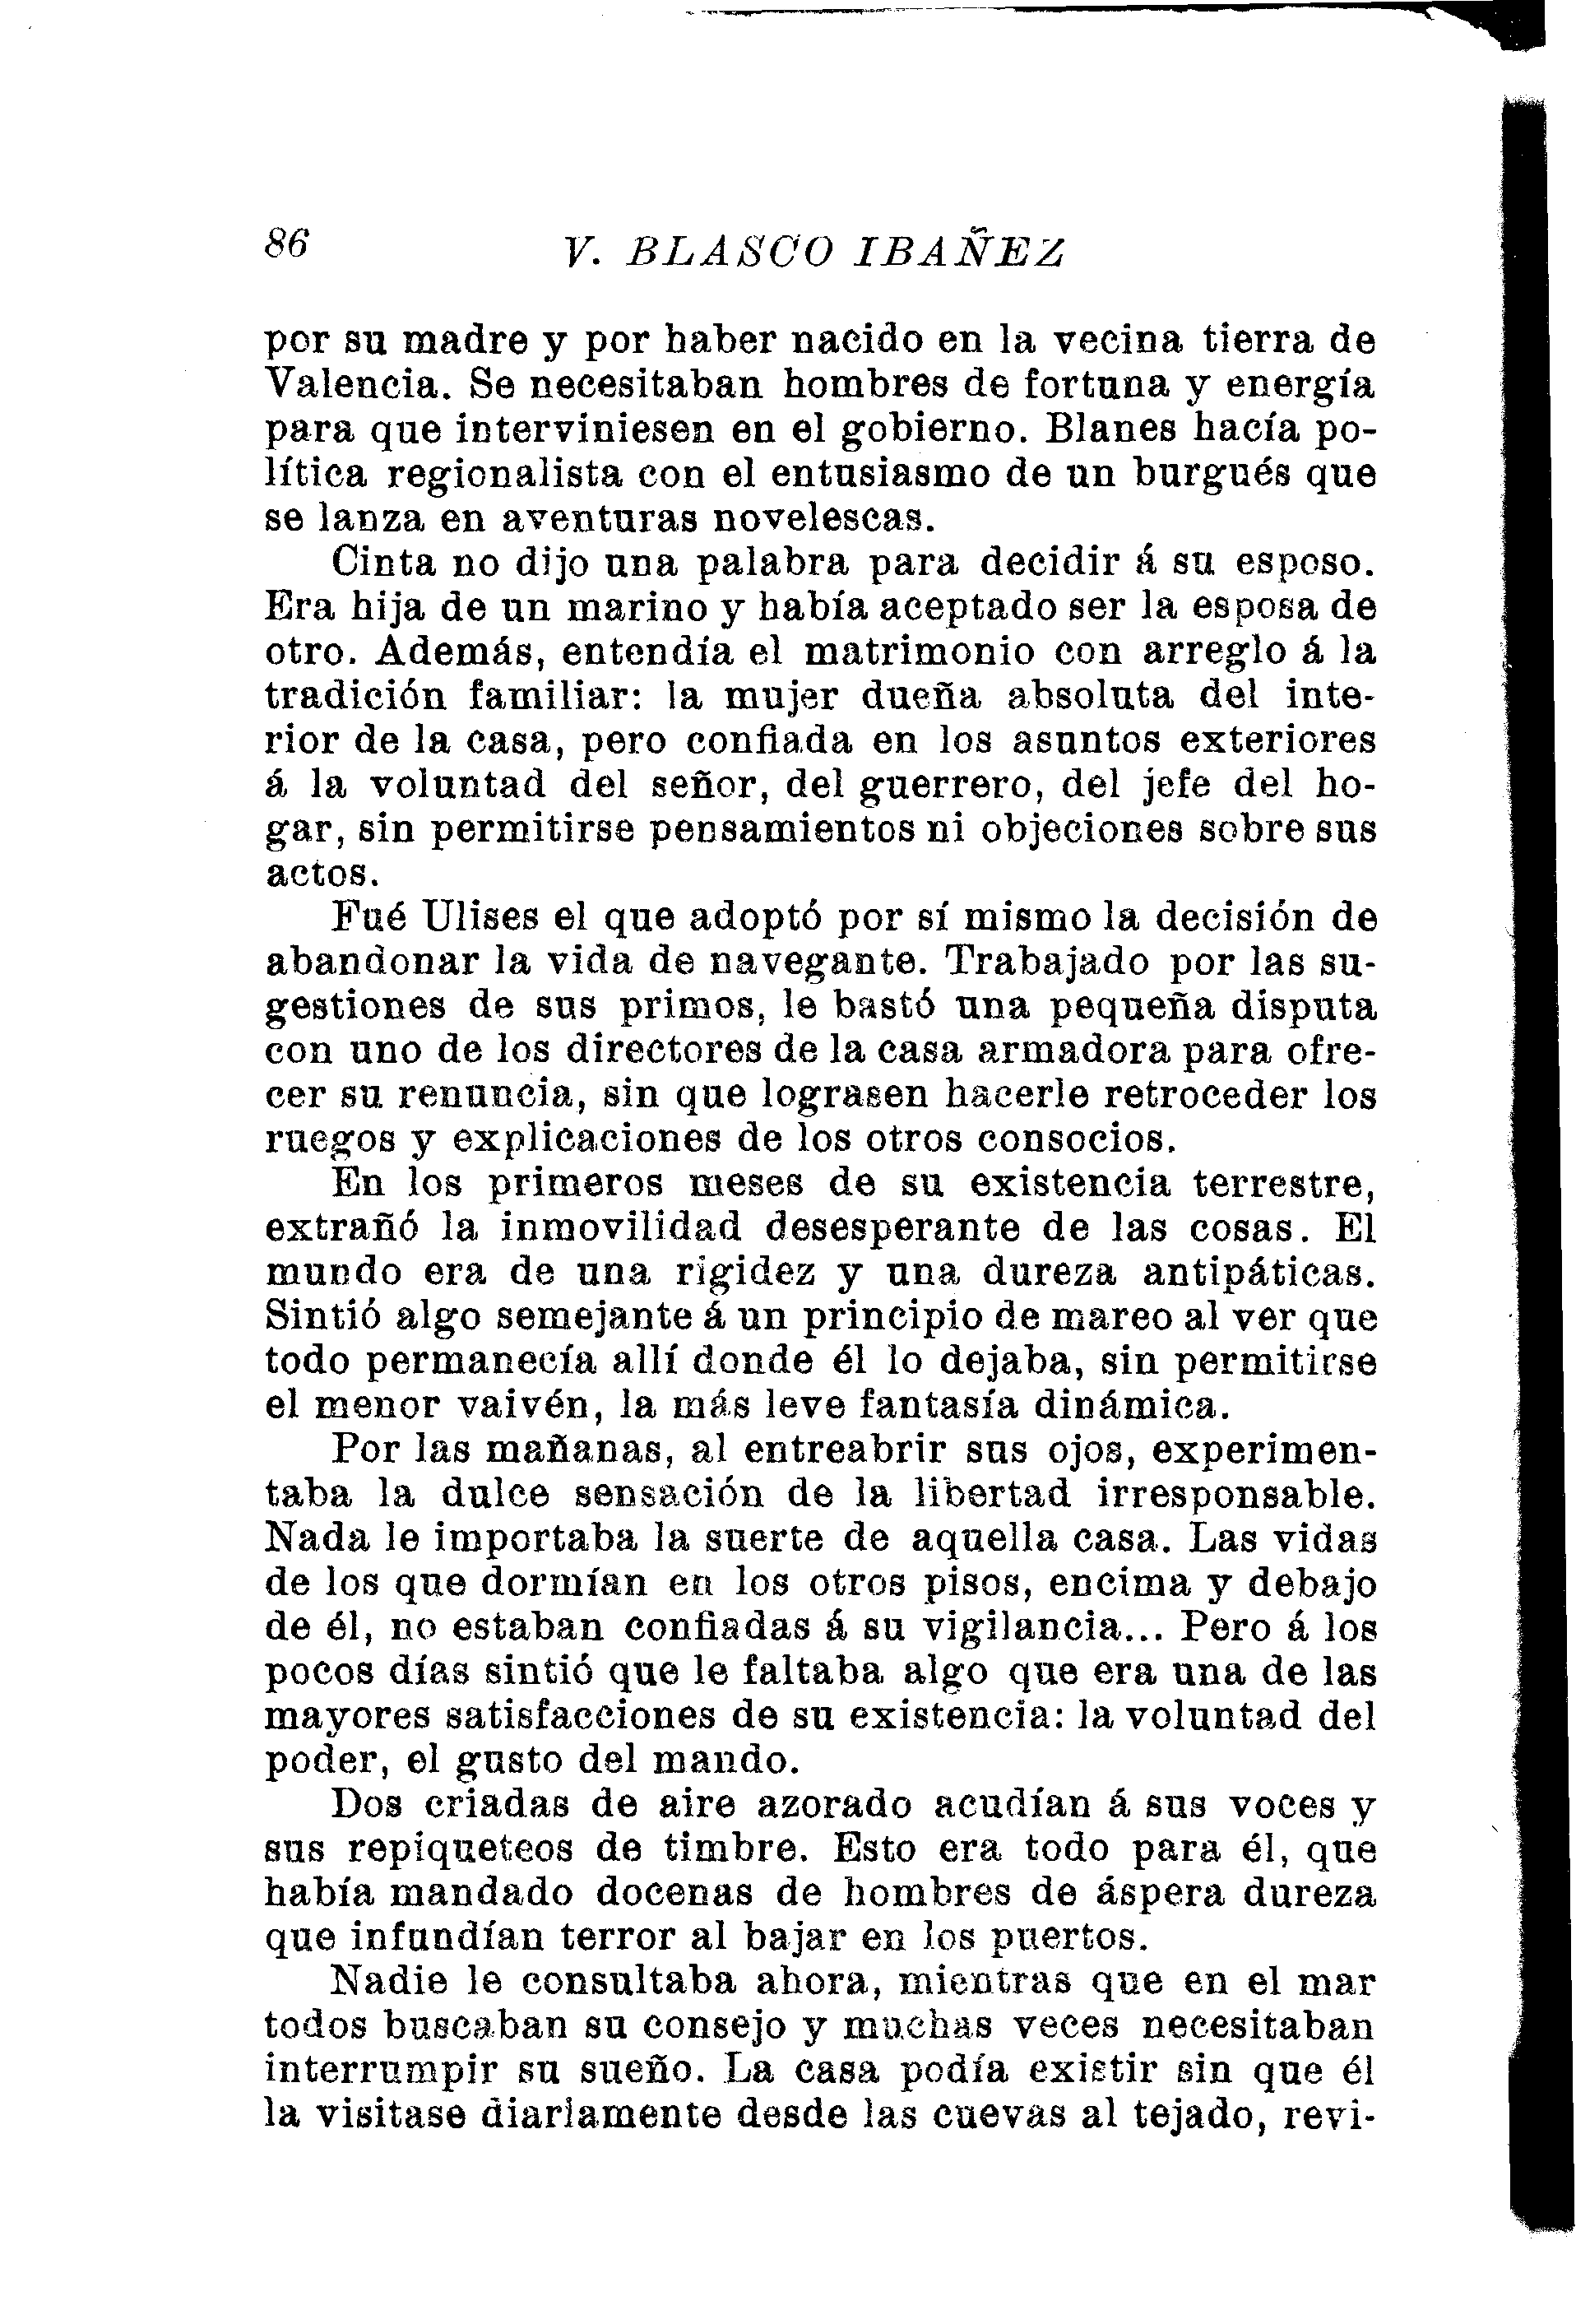 86
V. BLASCO IBAÑEZ
por su madre y por haber nacido en la vecina tierra de
Valencia. Se necesitaban hombres de fortuna y energía
para que interviniesen en el gobierno. Blanes hacía po-
lítica regionalista con el entusiasmo de un burgués que
se lanza en aventuras novelescas.
Cinta no dijo una palabra para decidir á su esposo.
Era hija de un marino y había aceptado ser la esposa de
otro. Además, entendía el matrimonio con arreglo á la
tradición familiar: la mujer dueña absoluta del inte-
rior de la casa, pero confiada en los asuntos exteriores
á la voluntad del señor, del guerrero, del jefe del ho-
gar, sin permitirse pensamientos ni objeciones sobre sus
actos.
Fué Ulises el que adoptó por sí mismo la decisión de
abandonar la vida de navegante. Trabajado por las su-
gestiones de sus primos, le bastó una pequeña disputa
con uno de los directores de la casa armadora para ofre-
cer su renuncia, sin que lograsen hacerle retroceder los
ruegos y explicaciones de los otros consocios.
En los primeros meses de su existencia terrestre,
extrañó la inmovilidad desesperante de las cosas. El
mundo era de una rigidez y una dureza antipáticas.
Sintió algo semejante á un principio de mareo al ver que
todo permanecía allí donde él lo dejaba, sin permitirse
el menor vaivén, la más leve fantasía dinámica.
Por las mañanas, al entreabrir sus ojos, experimen-
taba la dulce sensación de la libertad irresponsable.
Nada le importaba la suerte de aquella casa. Las vidas
de los que dormían en los otros pisos, encima y debajo
de él, no estaban confiadas á su vigilancia... Pero á los
pocos días sintió que le faltaba algo que era una de las
mayores satisfacciones de su existencia: la voluntad del
poder, el gusto del mando.
Dos criadas de aire azorado acudían á sus voces y
sus repiqueteos de timbre. Esto era todo para él, que
había mandado docenas de hombres de áspera dureza
que infundían terror al bajar en los puertos.
Nadie le consultaba ahora, mientras que en el mar
todos buscaban su consejo y muchas veces necesitaban
interrumpir su sueño. La casa podía existir sin que él
la visitase diariamente desde las cuevas al tejado, revi-